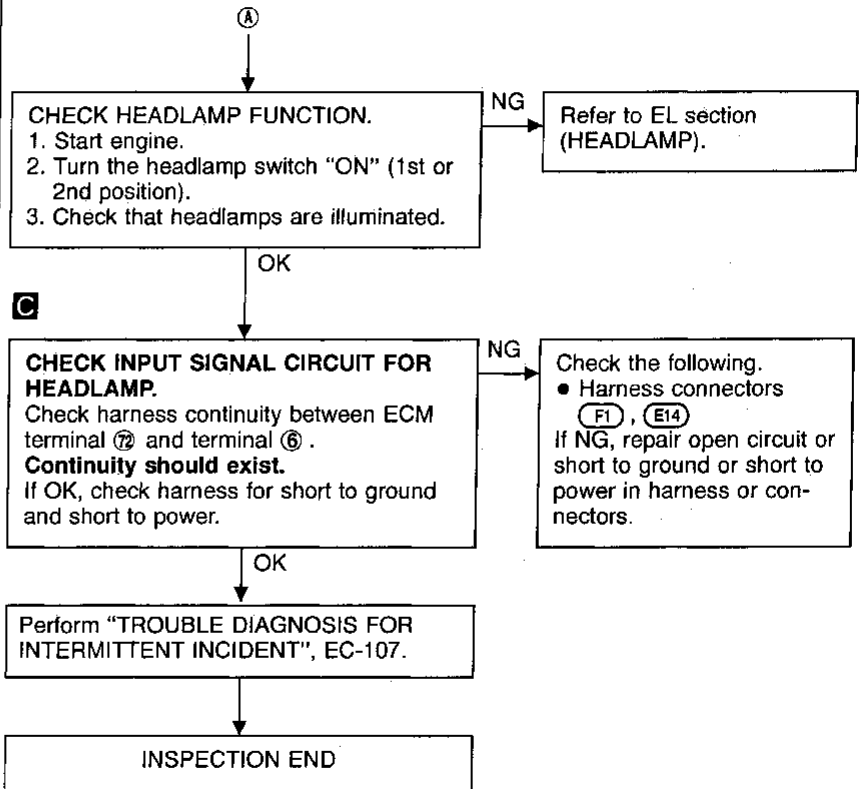 Ⓐ
CHECK HEADLAMP FUNCTION.
1. Start engine.
2. Turn the headlamp switch “ON” (1st or
2nd position).
3. Check that headlamps are illuminated.
NG
Refer to EL section
(HEADLAMP).
OK
C
CHECK INPUT SIGNAL CIRCUIT FOR
HEADLAMP.
Check harness continuity between ECM
terminal 72 and terminal ⑥ .
Continuity should exist.
If OK, check harness for short to ground
and short to power.
NG
Check the following.
● Harness connectors
F1 , E14
If NG, repair open circuit or
short to ground or short to
power in harness or con-
nectors.
OK
Perform “TROUBLE DIAGNOSIS FOR
INTERMITTENT INCIDENT”, EC-107.
INSPECTION END